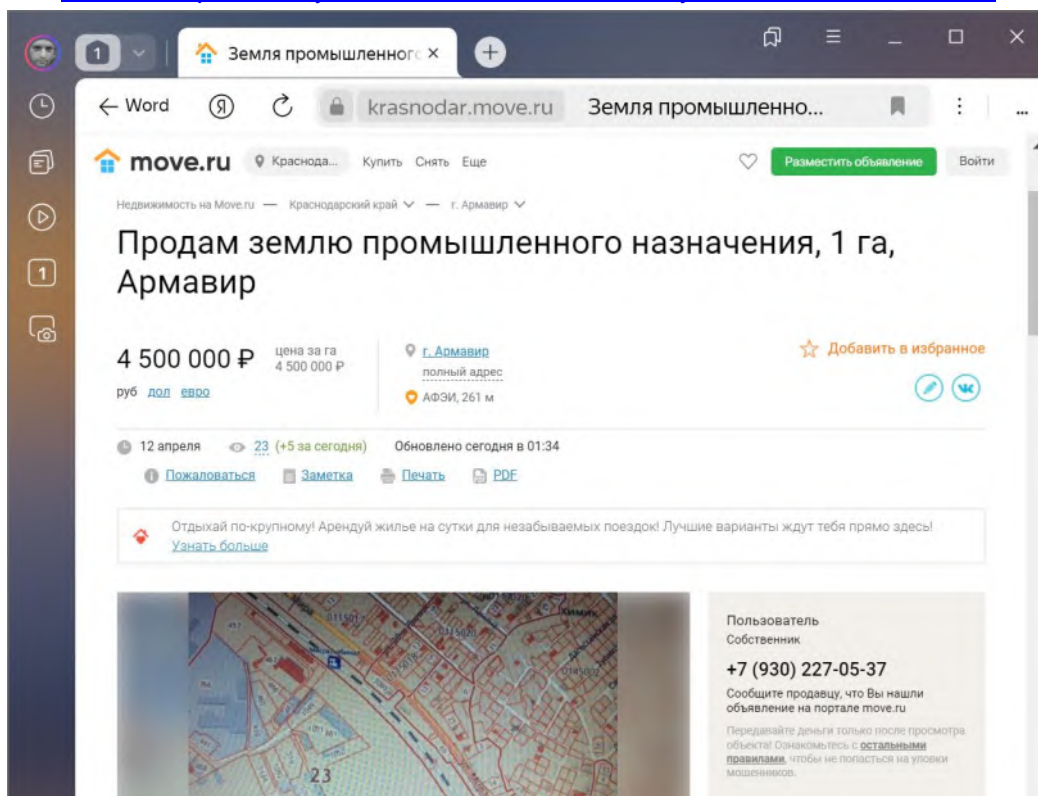 1
Земля промышленног
← Word
Я
krasnodar.move.ru
Земля промышленно...
move.ru
Краснода...
Купить Снять Еще
Разместить объявление
Войти
1
Недвижимость на Move.ru — Краснодарский край — г. Армавир
Продам землю промышленного назначения, 1 га,
Армавир
4 500 000 ₽
цена за га
4 500 000 ₽
г. Армавир
полный адрес
Добавить в избранное
руб дол евро
АФЭИ, 261 м
12 апреля 23 (+5 за сегодня) Обновлено сегодня в 01:34
Пожаловаться Заметка Печать PDF
Отдыхай по-крупному! Арендуй жилье на сутки для незабываемых поездок! Лучшие варианты ждут тебя прямо здесь!
Узнать больше
Химик
0115020
23
Пользователь
Собственник
+7 (930) 227-05-37
Сообщите продавцу, что Вы нашли
объявление на портале move.ru
Передавайте деньги только после просмотра
объекта! Ознакомьтесь с остальными
правилами, чтобы не попасться на уловки
мошенников.